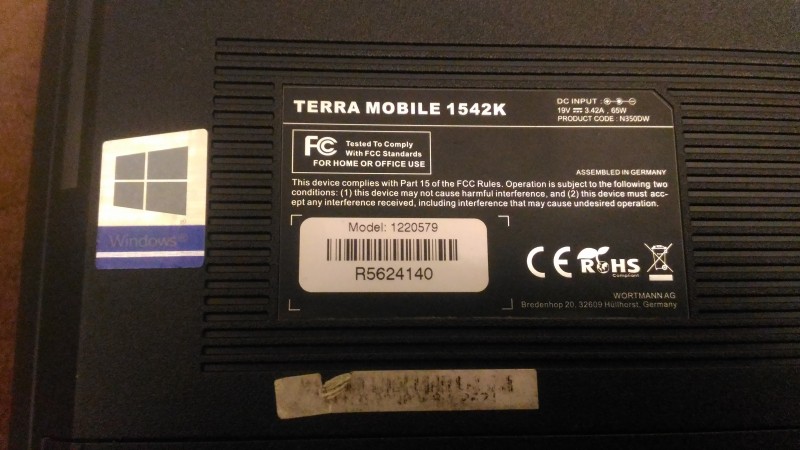 TERRA MOBILE 1542K
DC INPUT :
19V 3.42A , 65W
PRODUCT CODE : N350DW
FC
Tested To Comply
With FCC Standards
FOR HOME OR OFFICE USE
ASSEMBLED IN GERMANY
This device complies with Part 15 of the FCC Rules. Operation is subject to the following two
conditions: (1) this device may not cause harmful interference, and (2) this device must acc-
ept any interference received, including interference that may cause undesired operation.
Windows
Model: 1220579
R5624140
CE RoHS
Compliant
WORTMANN AG
Bredenhop 20, 32609 Hüllhorst, Germany